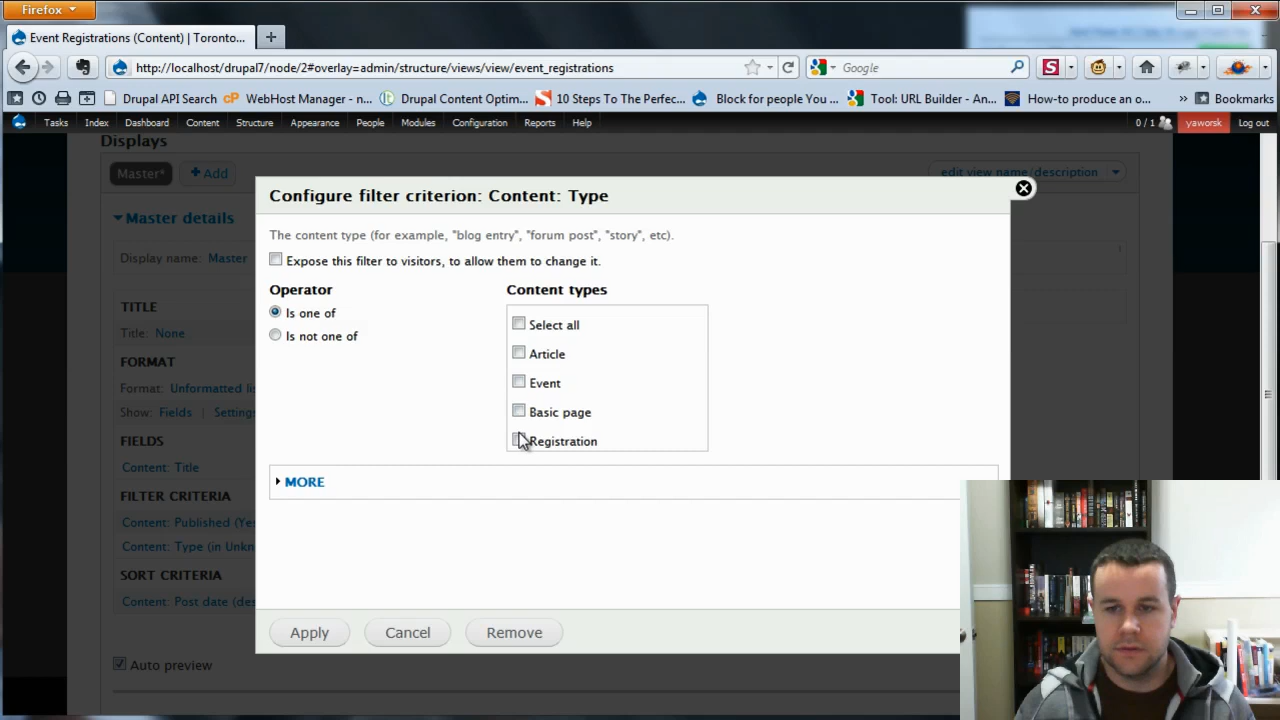 Firefox
Event Registrations (Content) | Toronto...
http://localhost/drupal7/node/2#overlay=admin/structure/views/view/event_registrations
Google
Drupal API Search
WebHost Manager - n...
Drupal Content Optim...
10 Steps To The Perfec...
Block for people You ...
Tool: URL Builder - An...
How-to produce an o...
Bookmarks
Tasks
Index
Dashboard
Content
Structure
Appearance
People
Modules
Configuration
Reports
Help
0 / 1
yaworsk
Log out
Displays
Master*
Add
edit view name/description
Master details
Display name: Master
TITLE
Title: None
FORMAT
Format: Unformatted lis
Show: Fields | Settings
FIELDS
Content: Title
FILTER CRITERIA
Content: Published (Yes
Content: Type (in Unkn
SORT CRITERIA
Content: Post date (des
Auto preview
Configure filter criterion: Content: Type
The content type (for example, "blog entry", "forum post", "story", etc).
Expose this filter to visitors, to allow them to change it.
Operator
Is one of
Is not one of
Content types
Select all
Article
Event
Basic page
Registration
MORE
Apply
Cancel
Remove